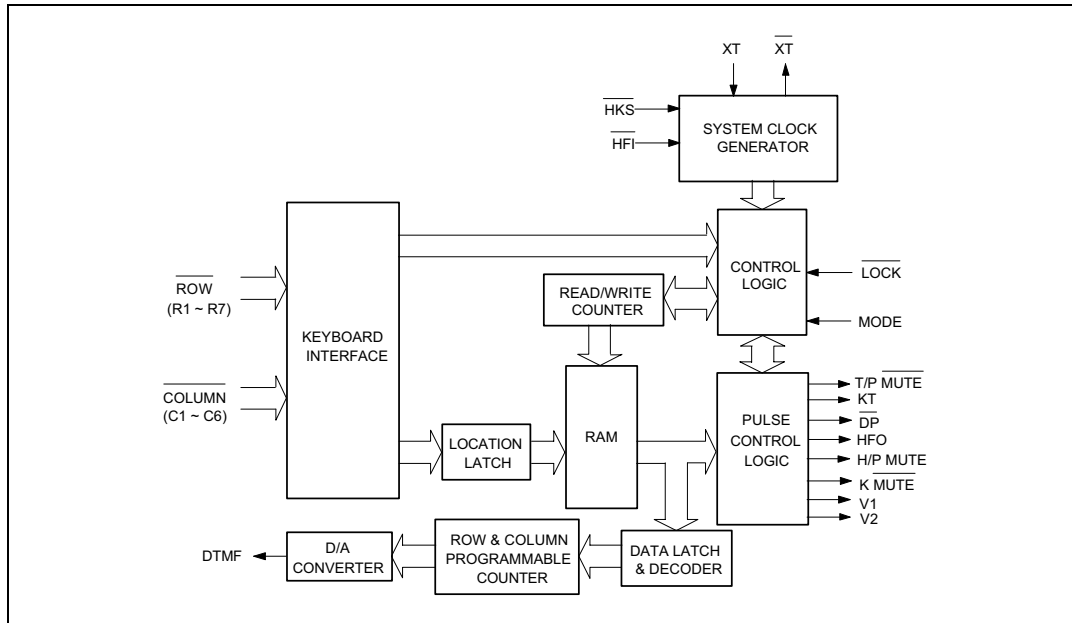 XT
XT
HKS
HFI
SYSTEM CLOCK
GENERATOR
ROW
(R1 ~ R7)
COLUMN
(C1 ~ C6)
KEYBOARD
INTERFACE
READ/WRITE
COUNTER
CONTROL
LOGIC
LOCK
MODE
LOCATION
LATCH
RAM
PULSE
CONTROL
LOGIC
T/P MUTE
KT
DP
HFO
H/P MUTE
K MUTE
V1
V2
DTMF
D/A
CONVERTER
ROW & COLUMN
PROGRAMMABLE
COUNTER
DATA LATCH
& DECODER